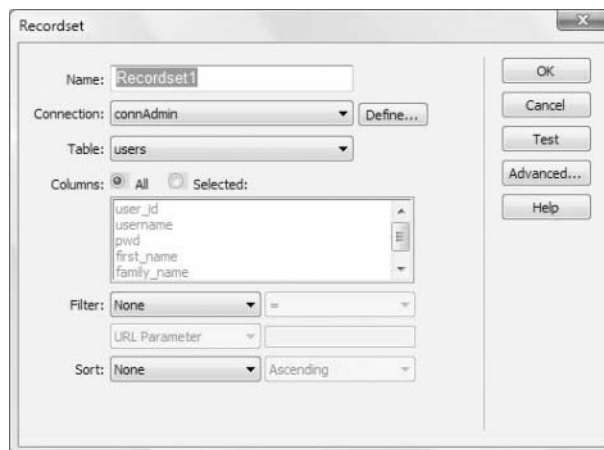 Recordset
Name: Recordset1
Connection: connAdmin Define...
Table: users
Columns: All Selected:
user_id
username
pwd
first_name
family_name
Filter: None =
URL Parameter
Sort: None Ascending
OK
Cancel
Test
Advanced...
Help